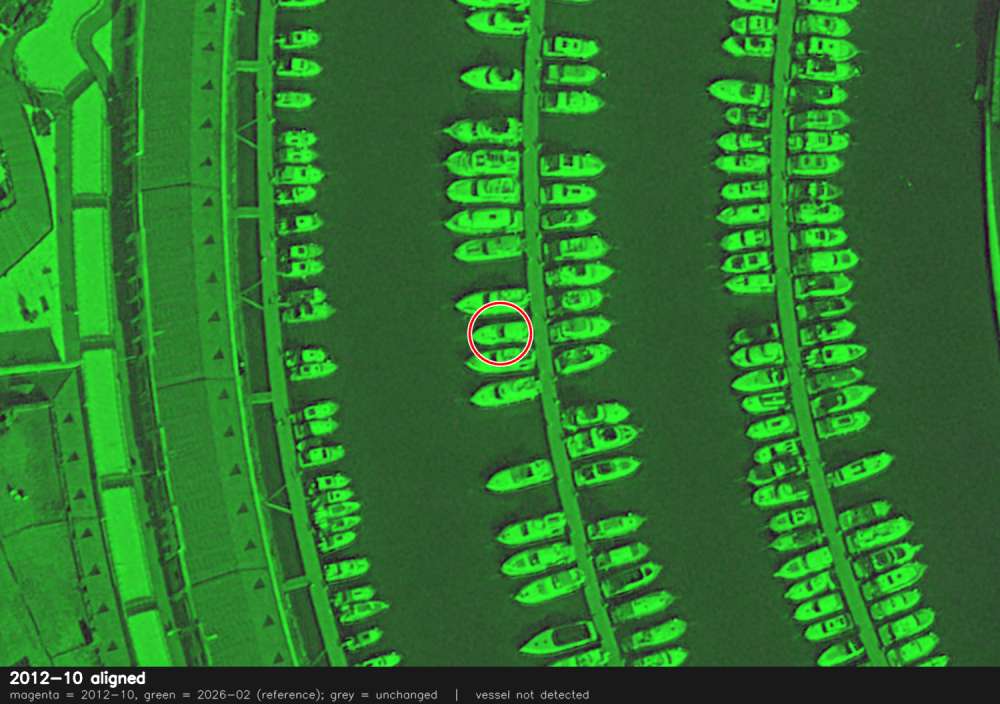 2012-10 aligned
magenta = 2012-10, green = 2026-02 (reference); grey = unchanged | vessel not detected